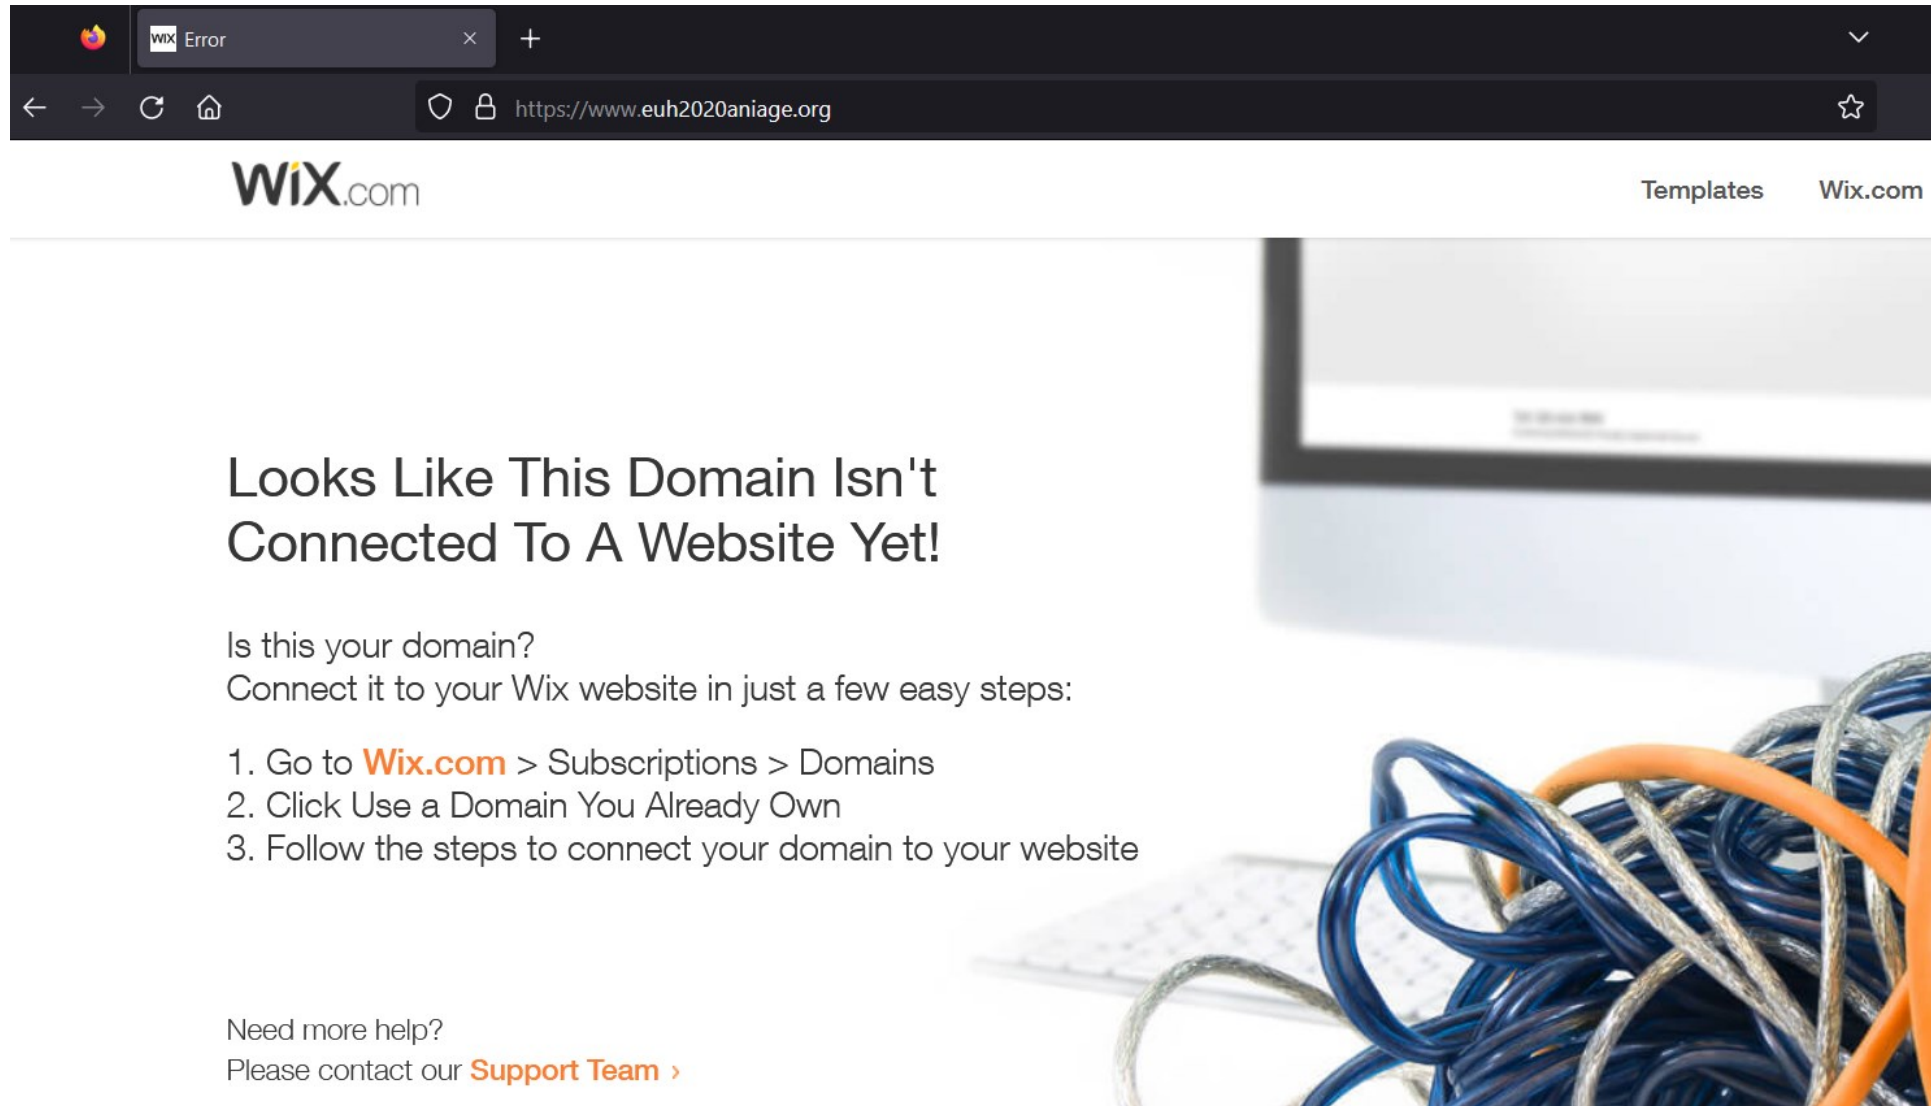 WIX Error
https://www.euh2020aniage.org
WiX.com
Templates Wix.com
Looks Like This Domain Isn't
Connected To A Website Yet!
Is this your domain?
Connect it to your Wix website in just a few easy steps:
1. Go to Wix.com > Subscriptions > Domains
2. Click Use a Domain You Already Own
3. Follow the steps to connect your domain to your website
Need more help?
Please contact our Support Team >